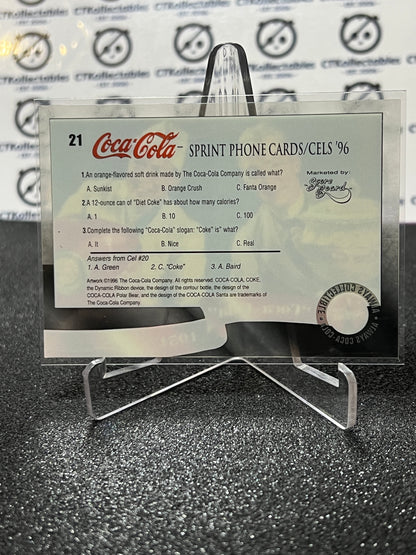 CTKollectables
CTKollectables
21
Coca-Cola SPRINT PHONE CARDS/CELS '96
1.An orange-flavored soft drink made by The Coca-Cola Company is called what?
A. Sunkist B. Orange Crush C. Fanta Orange
2.A 12-ounce can of "Diet Coke" has about how many calories?
A. 1 B. 10 C. 100
3.Complete the following "Coca-Cola" slogan: "Coke is" what?
A. It B. Nice C. Real
Marketed by:
Score Board
Answers from Cel #20
1. A. Green 2. C. "Coke" 3. A. Baird
Artwork ©1996 The Coca-Cola Company. All rights reserved. COCA-COLA, COKE,
the Dynamic Ribbon device, the design of the contour bottle, the design of
the COCA-COLA Polar Bear, and the design of the COCA-COLA Santa are trademarks of
The Coca-Cola Company.
ALWAYS COLLECTIBLE
ALWAYS COCA-COLA